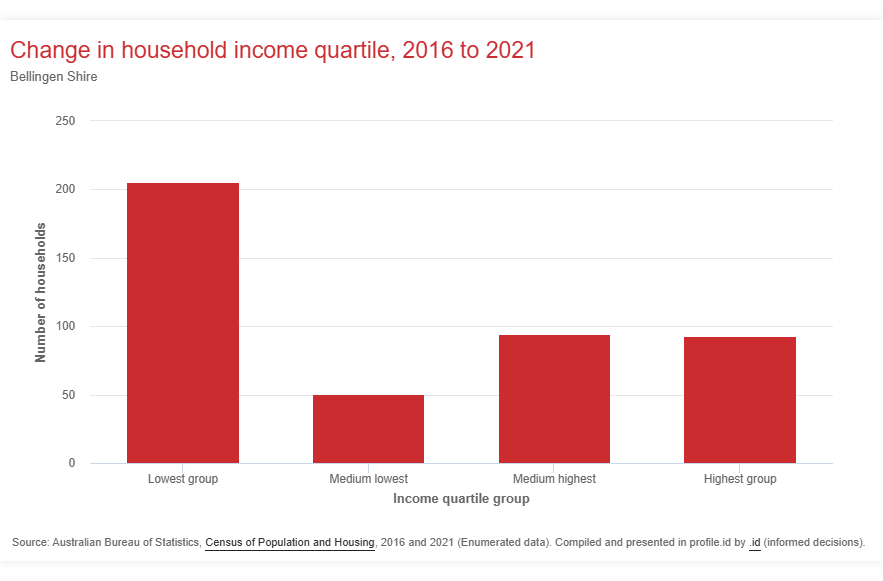 Change in household income quartile, 2016 to 2021
Bellingen Shire
250
200
150
100
50
0
Number of households
Lowest group
Medium lowest
Medium highest
Highest group
Income quartile group
Source: Australian Bureau of Statistics, Census of Population and Housing, 2016 and 2021 (Enumerated data). Compiled and presented in profile.id by .id (informed decisions).